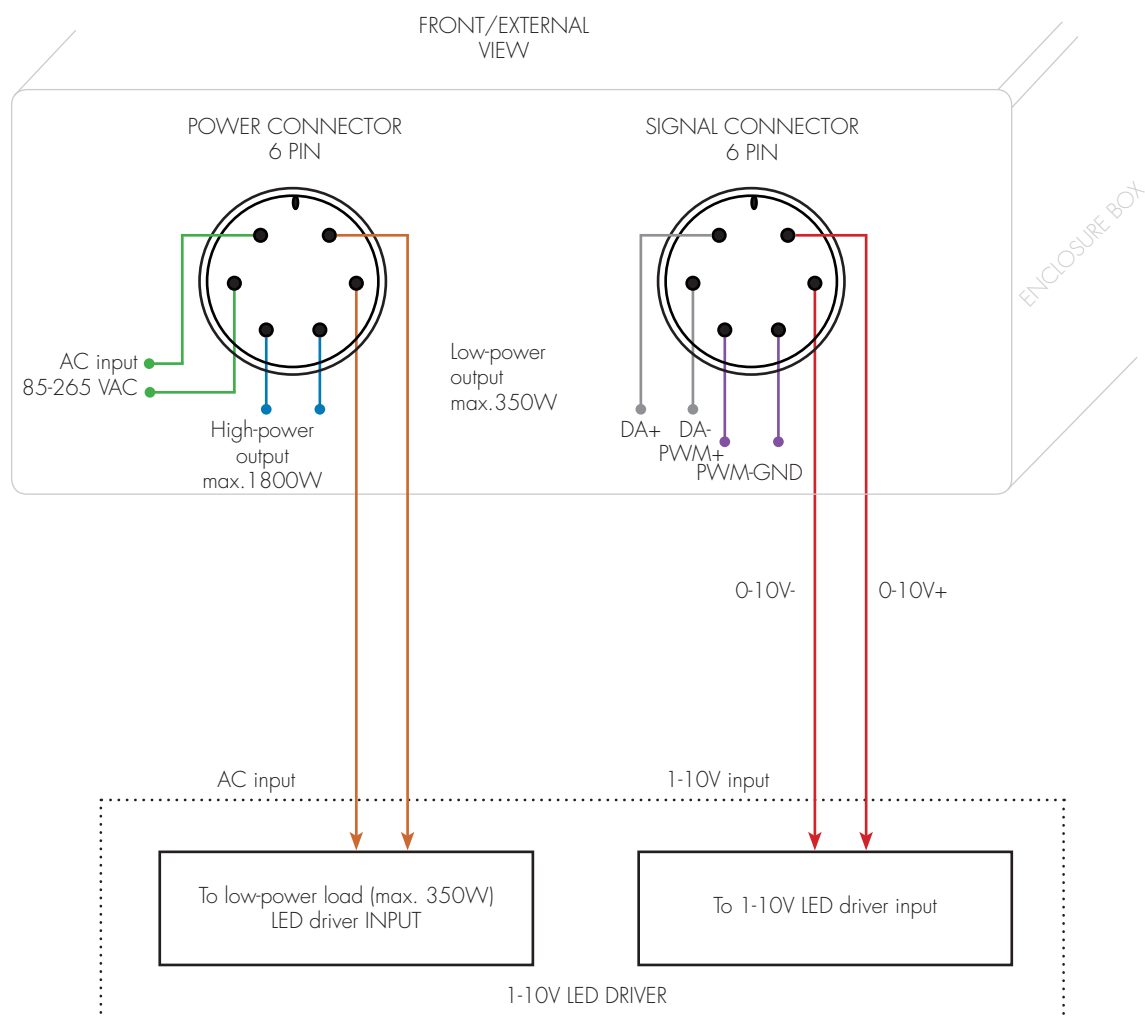 FRONT/EXTERNAL
VIEW
POWER CONNECTOR
6 PIN
SIGNAL CONNECTOR
6 PIN
ENCLOSURE BOX
AC input
85-265 VAC
High-power
output
max.1800W
Low-power
output
max.350W
DA+
DA-
PWM+
PWM-GND
0-10V-
0-10V+
AC input
1-10V input
To low-power load (max. 350W)
LED driver INPUT
To 1-10V LED driver input
1-10V LED DRIVER